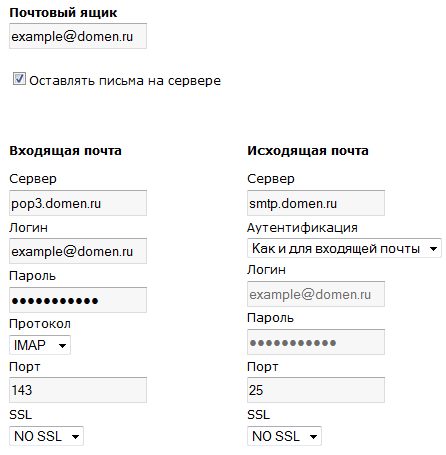 Почтовый ящик
example@domen.ru
Оставлять письма на сервере
Входящая почта
Сервер
pop3.domen.ru
Логин
example@domen.ru
Пароль
●●●●●●●●●●●
Протокол
IMAP
Порт
143
SSL
NO SSL
Исходящая почта
Сервер
smtp.domen.ru
Аутентификация
Как и для входящей почты
Логин
example@domen.ru
Пароль
●●●●●●●●●●●
Порт
25
SSL
NO SSL